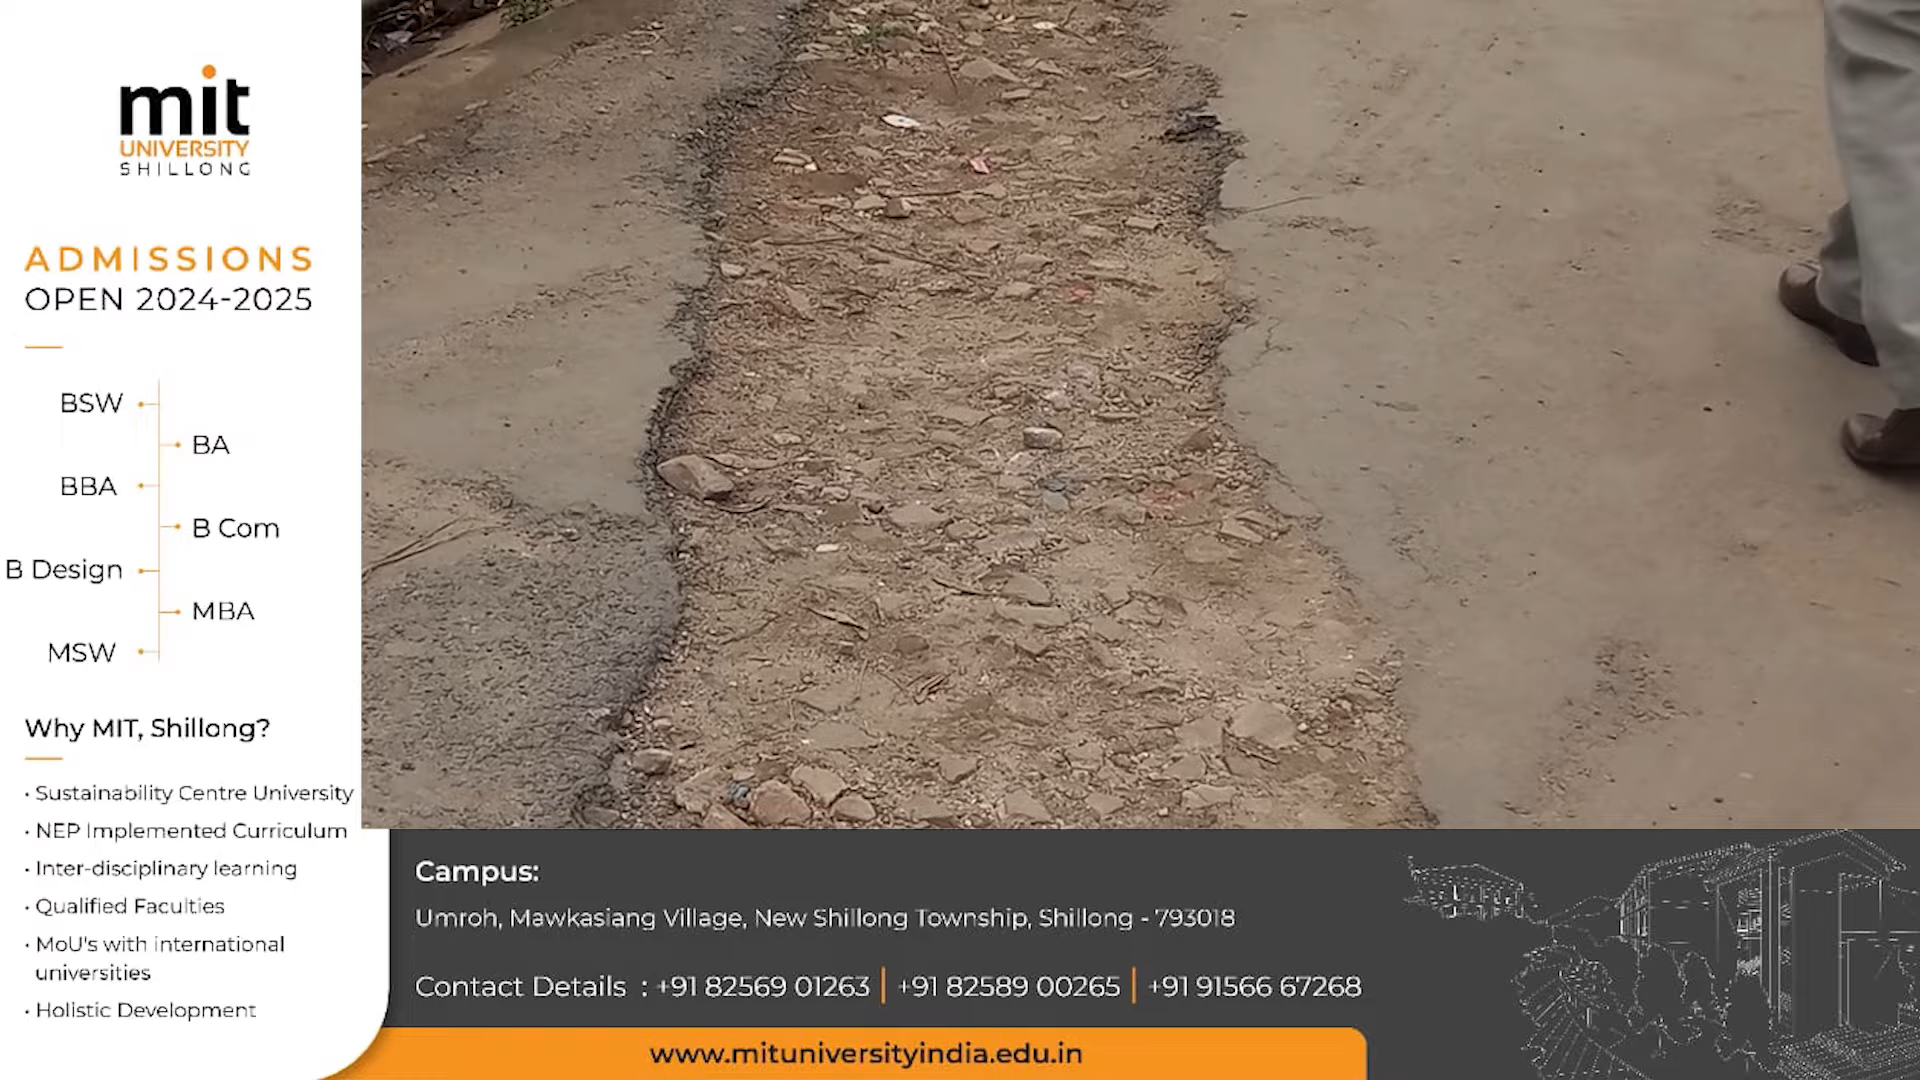 mit
UNIVERSITY
SHILLONG
ADMISSIONS
OPEN 2024-2025
BSW
BA
BBA
B Com
B Design
MBA
MSW
Why MIT, Shillong?
· Sustainability Centre University
· NEP Implemented Curriculum
· Inter-disciplinary learning
· Qualified Faculties
· MoU's with international
universities
· Holistic Development
Campus:
Umroh, Mawkasiang Village, New Shillong Township, Shillong - 793018
Contact Details : +91 82569 01263 | +91 82589 00265 | +91 91566 67268
www.mituniversityindia.edu.in